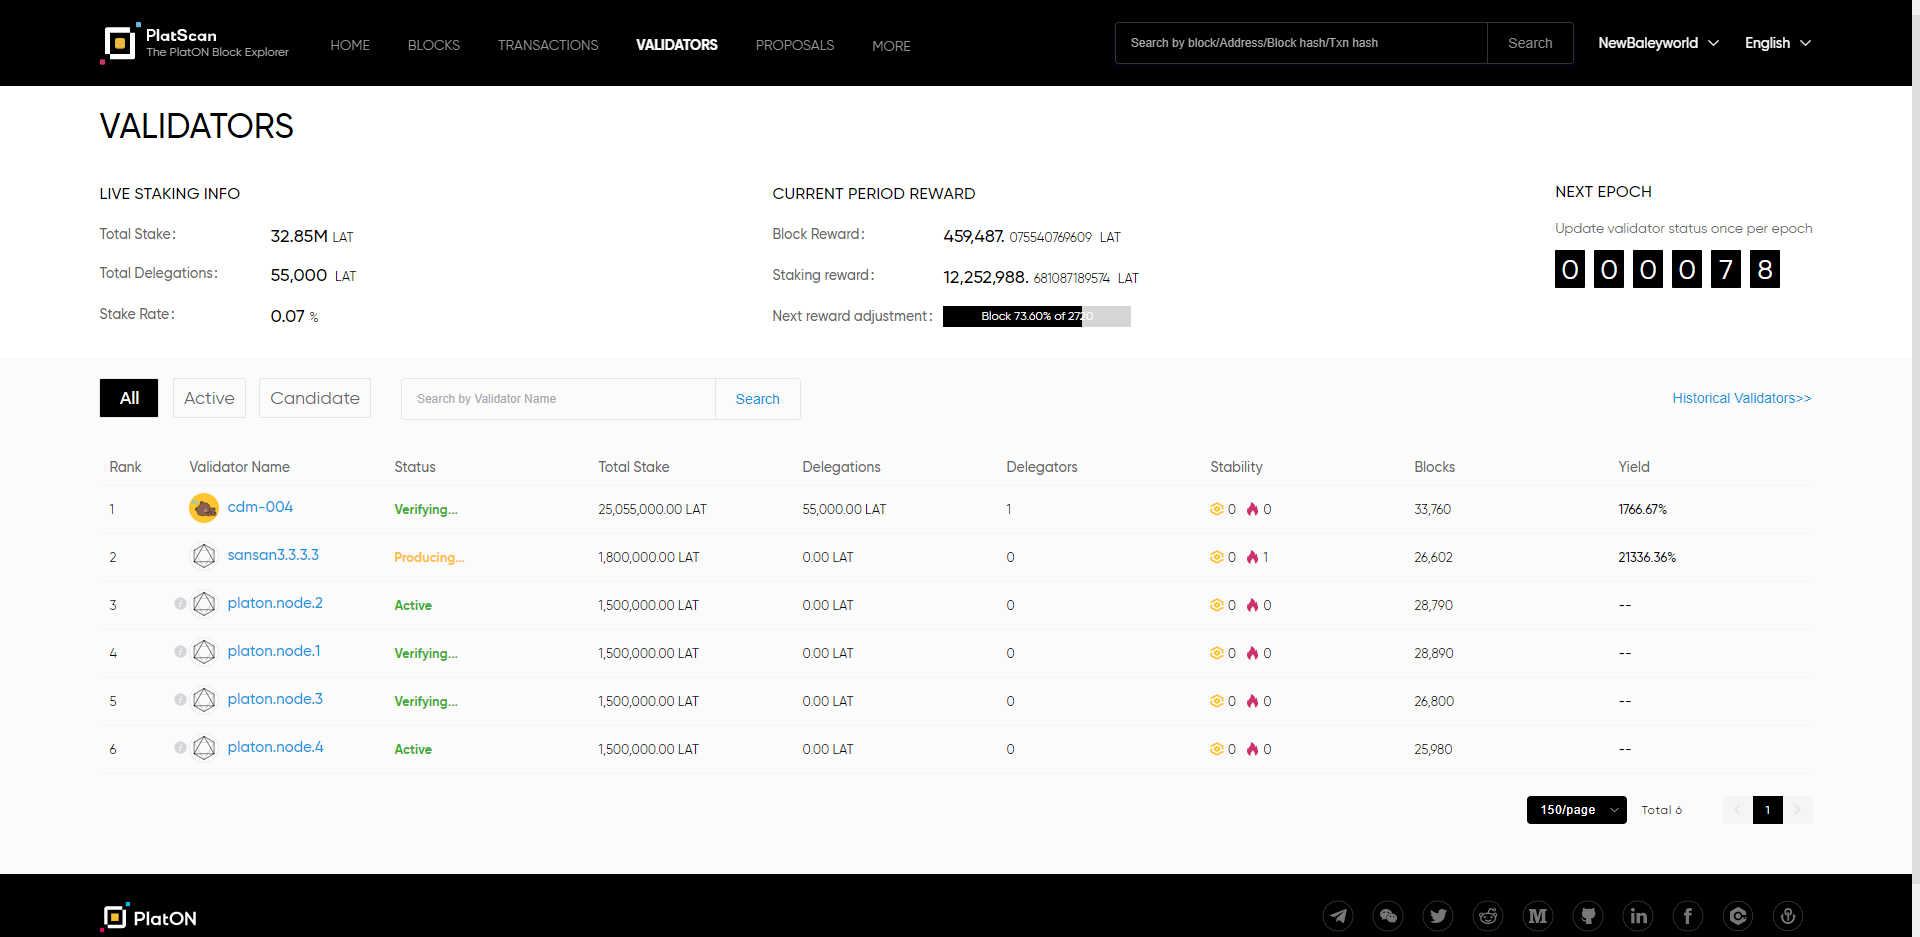 PlatScan
The PlatON Block Explorer
HOME BLOCKS TRANSACTIONS VALIDATORS PROPOSALS MORE
Search by block/Address/Block hash/Txn hash Search
NewBaleyworld English
VALIDATORS
LIVE STAKING INFO
Total Stake: 32.85M LAT
Total Delegations: 55,000 LAT
Stake Rate: 0.07 %
CURRENT PERIOD REWARD
Block Reward: 459,487. 075540769609 LAT
Staking reward: 12,252,988. 681087189574 LAT
Next reward adjustment: Block 73.60% of 2720
NEXT EPOCH
Update validator status once per epoch
0 0 0 0 7 8
All Active Candidate Search by Validator Name Search Historical Validators>>
Rank Validator Name Status Total Stake Delegations Delegators Stability Blocks Yield
1 cdm-004 Verifying... 25,055,000.00 LAT 55,000.00 LAT 1 0 0 33,760 1766.67%
2 sansan3.3.3.3 Producing... 1,800,000.00 LAT 0.00 LAT 0 0 1 26,602 21336.36%
3 platon.node.2 Active 1,500,000.00 LAT 0.00 LAT 0 0 0 28,790 --
4 platon.node.1 Verifying... 1,500,000.00 LAT 0.00 LAT 0 0 0 28,890 --
5 platon.node.3 Verifying... 1,500,000.00 LAT 0.00 LAT 0 0 0 26,800 --
6 platon.node.4 Active 1,500,000.00 LAT 0.00 LAT 0 0 0 25,980 --
150/page Total 6 < 1 >
PlatON